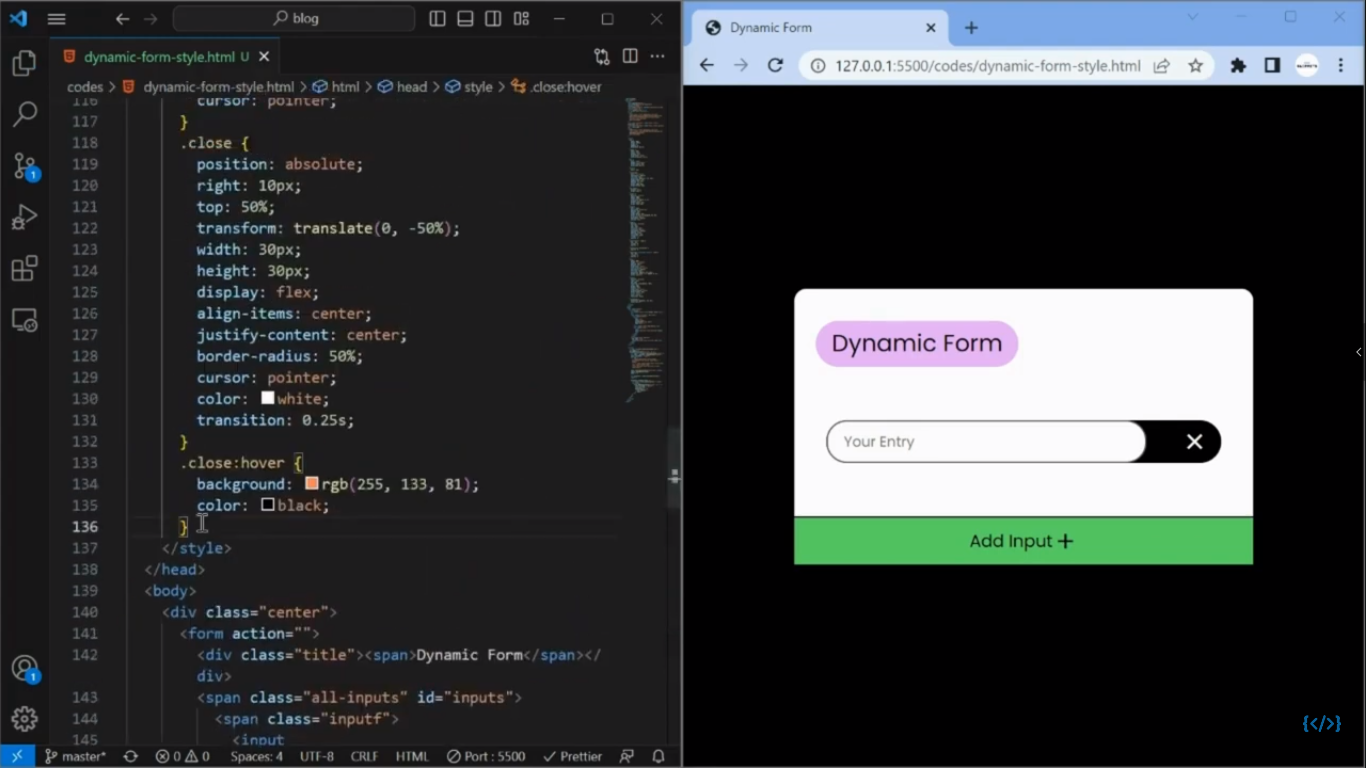 blog
dynamic-form-style.html U
codes > dynamic-form-style.html > html > head > style > .close:hover
116 cursor: pointer;
117 }
118 .close {
119 position: absolute;
120 right: 10px;
121 top: 50%;
122 transform: translate(0, -50%);
123 width: 30px;
124 height: 30px;
125 display: flex;
126 align-items: center;
127 justify-content: center;
128 border-radius: 50%;
129 cursor: pointer;
130 color: white;
131 transition: 0.25s;
132 }
133 .close:hover {
134 background: rgb(255, 133, 81);
135 color: black;
136 }
137 </style>
138 </head>
139 <body>
140 <div class="center">
141 <form action="">
142 <div class="title"><span>Dynamic Form</span></
div>
143 <span class="all-inputs" id="inputs">
144 <span class="inputf">
145 <input
1
1
master* 0 0 Spaces: 4 UTF-8 CRLF HTML Port : 5500 Prettier
Dynamic Form
127.0.0.1:5500/codes/dynamic-form-style.html
Dynamic Form
Your Entry
Add Input +
{</>}